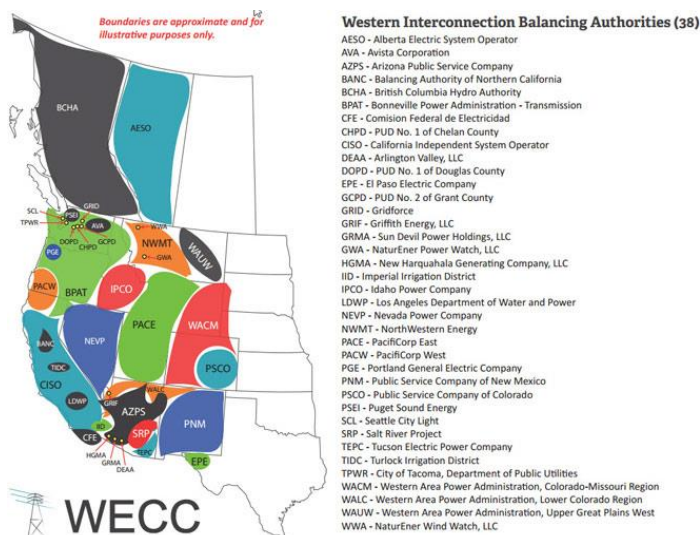 Boundaries are approximate and for
illustrative purposes only.
BCHA
AESO
SCL
PSEI
GRID
TPWR
AVA
DOPD
CHPD
GCPD
WWA
NWMT
GWA
WAUW
PGE
PACW
BPAT
IPCO
PACE
WACM
NEVP
BANC
TIDC
CISO
LDWP
PSCO
GRIF
WALC
AZPS
IID
CFE
SRP
PNM
HGMA
GRMA
DEAA
TEPC
EPE
WECC
Western Interconnection Balancing Authorities (38)
AESO - Alberta Electric System Operator
AVA - Avista Corporation
AZPS - Arizona Public Service Company
BANC - Balancing Authority of Northern California
BCHA - British Columbia Hydro Authority
BPAT - Bonneville Power Administration - Transmission
CFE - Comision Federal de Electricidad
CHPD - PUD No. 1 of Chelan County
CISO - California Independent System Operator
DEAA - Arlington Valley, LLC
DOPD - PUD No. 1 of Douglas County
EPE - El Paso Electric Company
GCPD - PUD No. 2 of Grant County
GRID - Gridforce
GRIF - Griffith Energy, LLC
GRMA - Sun Devil Power Holdings, LLC
GWA - NaturEner Power Watch, LLC
HGMA - New Harquahala Generating Company, LLC
IID - Imperial Irrigation District
IPCO - Idaho Power Company
LDWP - Los Angeles Department of Water and Power
NEVP - Nevada Power Company
NWMT - NorthWestern Energy
PACE - PacifiCorp East
PACW - PacifiCorp West
PGE - Portland General Electric Company
PNM - Public Service Company of New Mexico
PSCO - Public Service Company of Colorado
PSEI - Puget Sound Energy
SCL - Seattle City Light
SRP - Salt River Project
TEPC - Tucson Electric Power Company
TIDC - Turlock Irrigation District
TPWR - City of Tacoma, Department of Public Utilities
WACM - Western Area Power Administration, Colorado-Missouri Region
WALC - Western Area Power Administration, Lower Colorado Region
WAUW - Western Area Power Administration, Upper Great Plains West
WWA - NaturEner Wind Watch, LLC